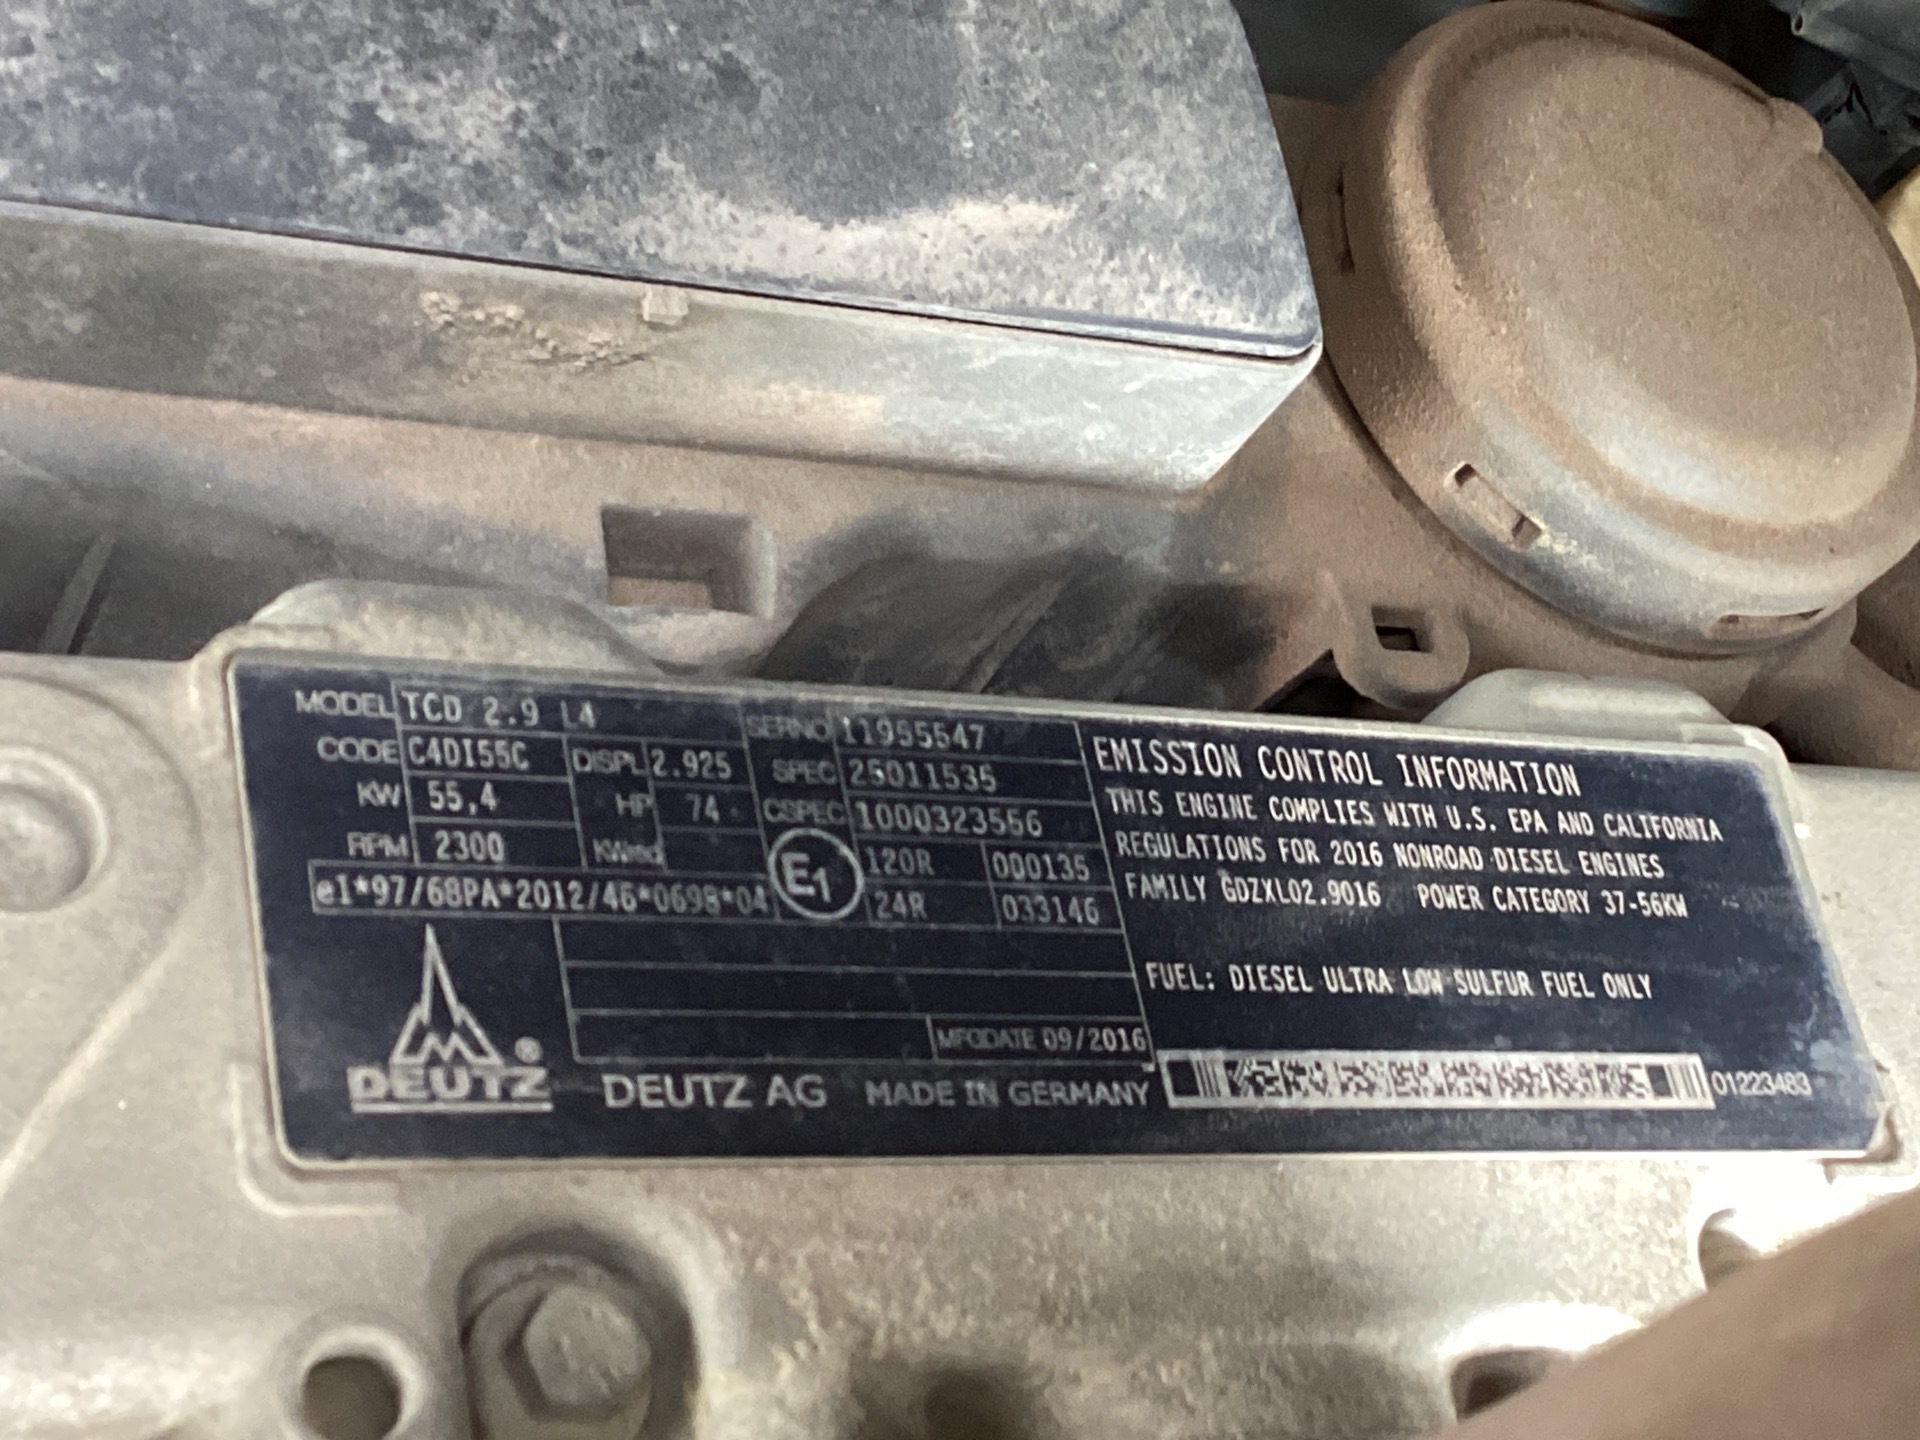 MODEL TCD 2.9 L4 SERNO 11955547
CODE C4DI55C DISPL 2.925 SPEC 25011535
KW 55,4 HP 74 CSPEC 1000323556
RPM 2300 KWred E1 120R 000135
e1*97/68PA*2012/46*0698*04 24R 033146
MFGDATE 09/2016
DEUTZ ®
DEUTZ AG MADE IN GERMANY
EMISSION CONTROL INFORMATION
THIS ENGINE COMPLIES WITH U.S. EPA AND CALIFORNIA
REGULATIONS FOR 2016 NONROAD DIESEL ENGINES
FAMILY GDZXL02.9016 POWER CATEGORY 37-56KW
FUEL: DIESEL ULTRA LOW SULFUR FUEL ONLY
01223483